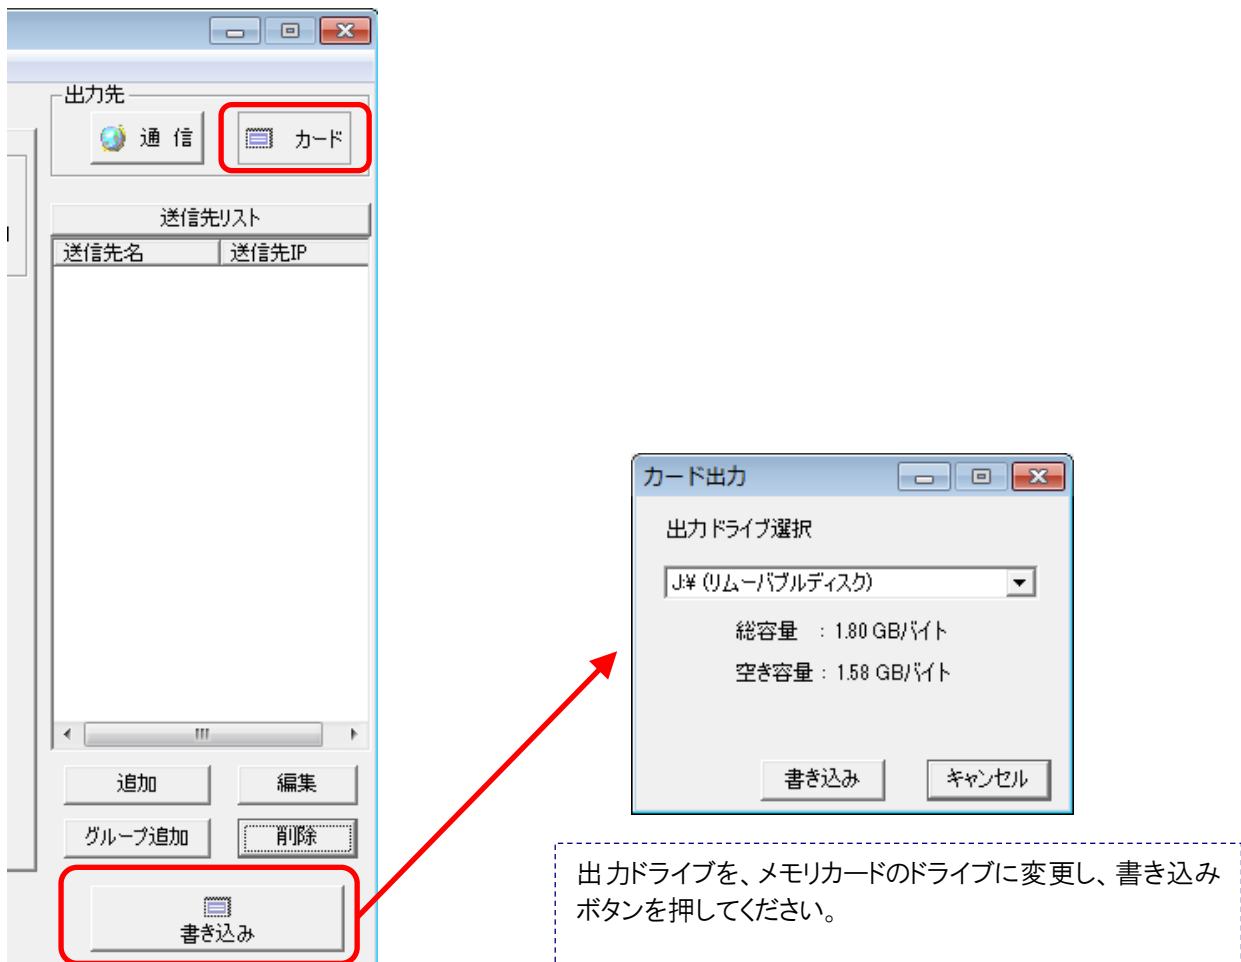 出力先
通 信
カード
送信先リスト
送信先名 送信先IP
追加 編集
グループ追加 削除
書き込み
カード出力
出力ドライブ選択
J:¥ (リムーバブルディスク)
総容量 : 1.80 GBバイト
空き容量 : 1.58 GBバイト
書き込み キャンセル
出力ドライブを、メモリカードのドライブに変更し、書き込み
ボタンを押してください。